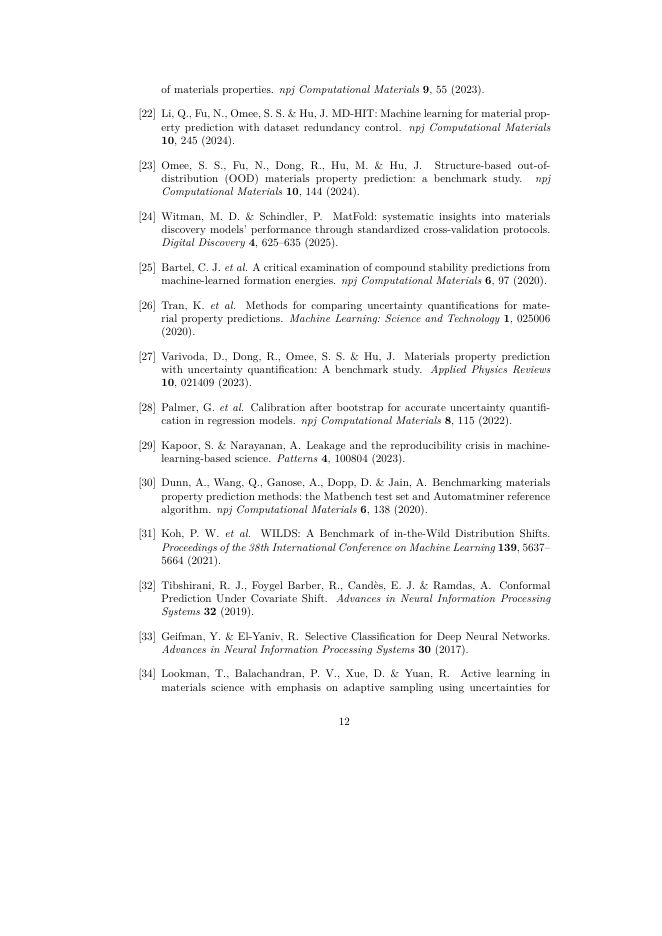 of materials properties. npj Computational Materials 9, 55 (2023).
[22] Li, Q., Fu, N., Omee, S. S. & Hu, J. MD-HIT: Machine learning for material prop-
erty prediction with dataset redundancy control. npj Computational Materials
10, 245 (2024).
[23] Omee, S. S., Fu, N., Dong, R., Hu, M. & Hu, J. Structure-based out-of-
distribution (OOD) materials property prediction: a benchmark study. npj
Computational Materials 10, 144 (2024).
[24] Witman, M. D. & Schindler, P. MatFold: systematic insights into materials
discovery models' performance through standardized cross-validation protocols.
Digital Discovery 4, 625–635 (2025).
[25] Bartel, C. J. et al. A critical examination of compound stability predictions from
machine-learned formation energies. npj Computational Materials 6, 97 (2020).
[26] Tran, K. et al. Methods for comparing uncertainty quantifications for mate-
rial property predictions. Machine Learning: Science and Technology 1, 025006
(2020).
[27] Varivoda, D., Dong, R., Omee, S. S. & Hu, J. Materials property prediction
with uncertainty quantification: A benchmark study. Applied Physics Reviews
10, 021409 (2023).
[28] Palmer, G. et al. Calibration after bootstrap for accurate uncertainty quantifi-
cation in regression models. npj Computational Materials 8, 115 (2022).
[29] Kapoor, S. & Narayanan, A. Leakage and the reproducibility crisis in machine-
learning-based science. Patterns 4, 100804 (2023).
[30] Dunn, A., Wang, Q., Ganose, A., Dopp, D. & Jain, A. Benchmarking materials
property prediction methods: the Matbench test set and Automatminer reference
algorithm. npj Computational Materials 6, 138 (2020).
[31] Koh, P. W. et al. WILDS: A Benchmark of in-the-Wild Distribution Shifts.
Proceedings of the 38th International Conference on Machine Learning 139, 5637–
5664 (2021).
[32] Tibshirani, R. J., Foygel Barber, R., Candès, E. J. & Ramdas, A. Conformal
Prediction Under Covariate Shift. Advances in Neural Information Processing
Systems 32 (2019).
[33] Geifman, Y. & El-Yaniv, R. Selective Classification for Deep Neural Networks.
Advances in Neural Information Processing Systems 30 (2017).
[34] Lookman, T., Balachandran, P. V., Xue, D. & Yuan, R. Active learning in
materials science with emphasis on adaptive sampling using uncertainties for
12